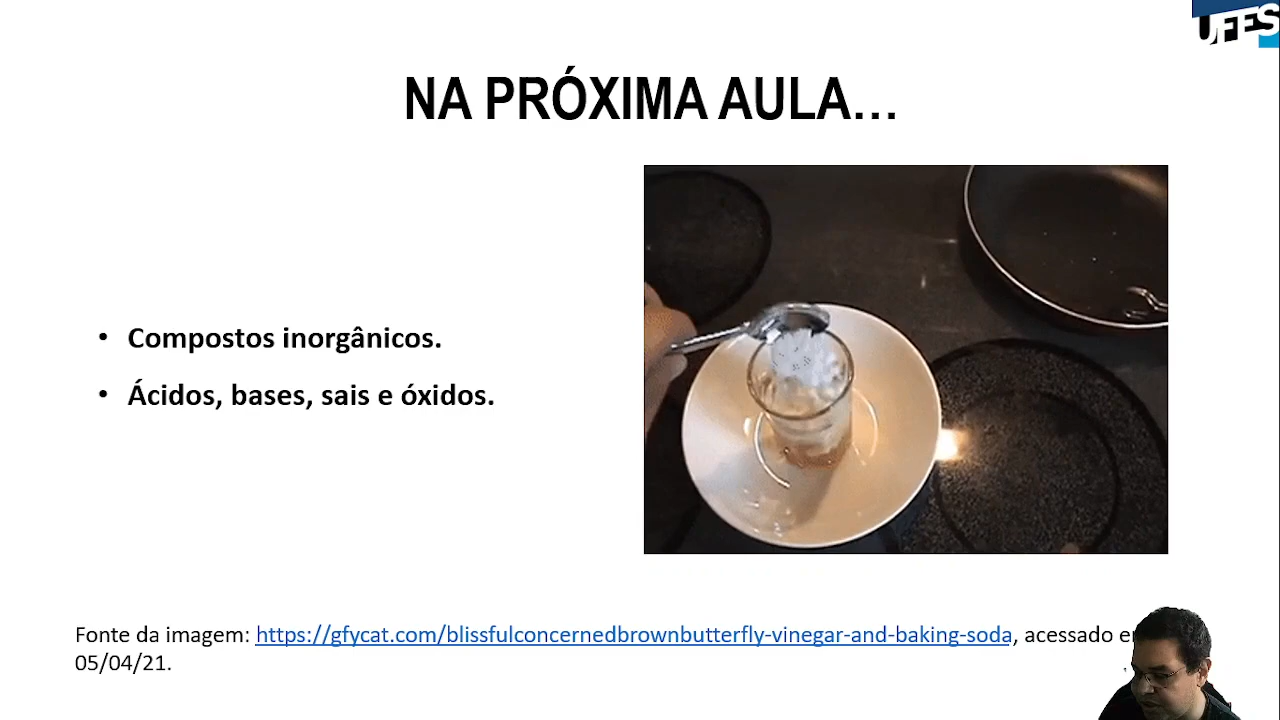 UFES
NA PRÓXIMA AULA...
• Compostos inorgânicos.
• Ácidos, bases, sais e óxidos.
Fonte da imagem: https://gfycat.com/blissfulconcernedbrownbutterfly-vinegar-and-baking-soda, acessado
05/04/21.